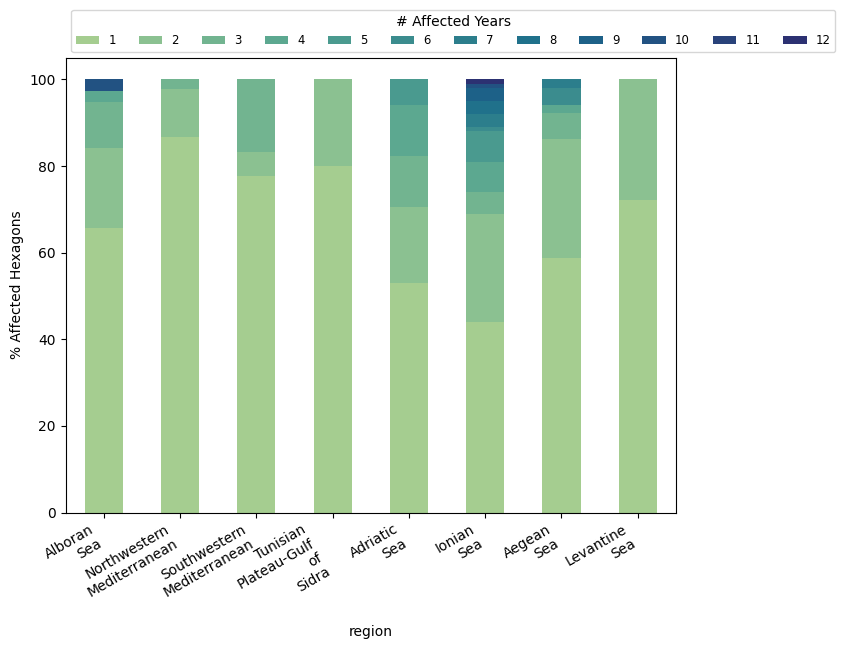 # Affected Years
1 2 3 4 5 6 7 8 9 10 11 12
% Affected Hexagons
100
80
60
40
20
0
Alboran
Sea
Northwestern
Mediterranean
Southwestern
Mediterranean
Tunisian
Plateau-Gulf
of
Sidra
Adriatic
Sea
Ionian
Sea
Aegean
Sea
Levantine
Sea
region